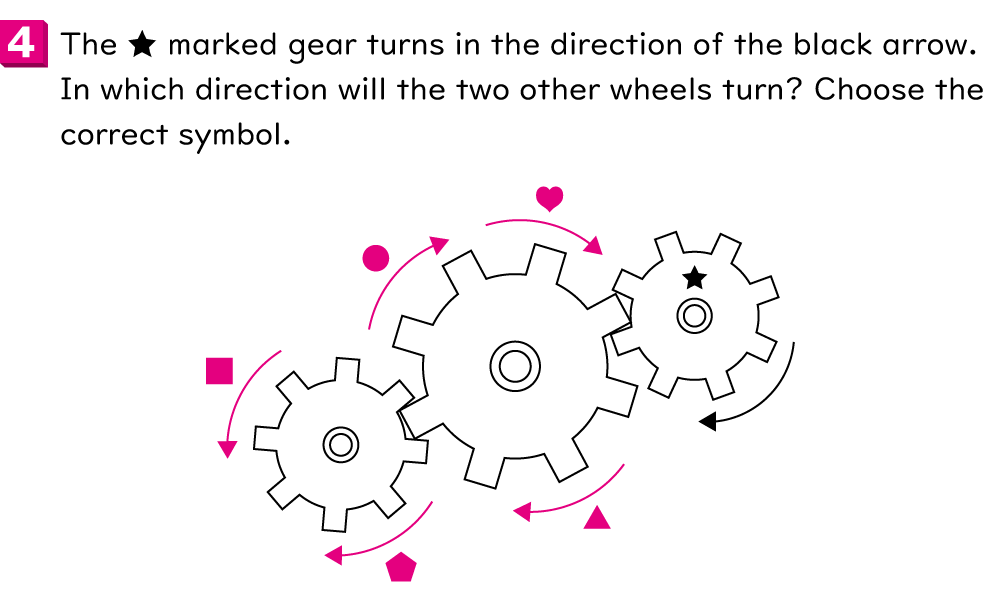 4 The ★ marked gear turns in the direction of the black arrow.
In which direction will the two other wheels turn? Choose the
correct symbol.